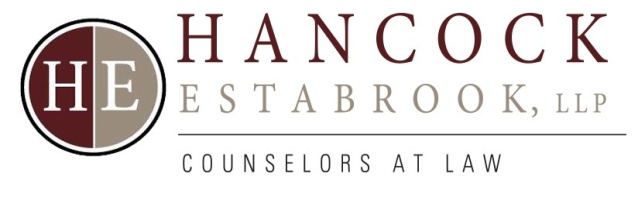 HE
HANCOCK
ESTABROOK, LLP
COUNSELORS AT LAW